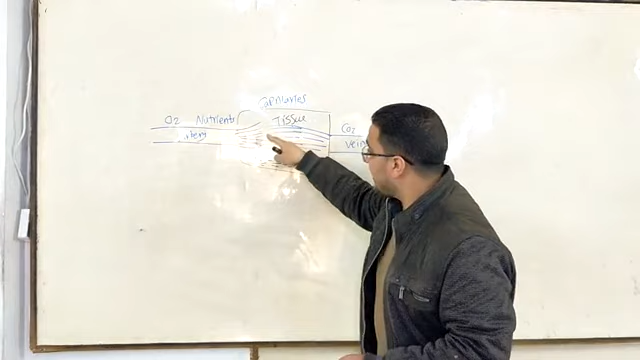 Capillaries
O2 Nutrients Tissue CO2
artery Vein